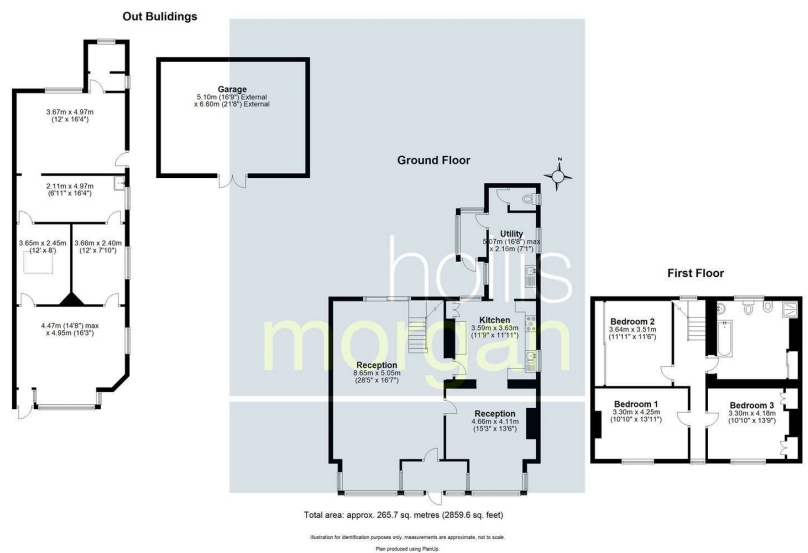 Out Bulidings
3.67m x 4.97m
(12' x 16'4")
2.11m x 4.97m
(6'11" x 16'4")
3.65m x 2.45m
(12' x 8')
3.66m x 2.40m
(12' x 7'10")
4.47m (14'8") max
x 4.95m (16'3")
Garage
5.10m (16'9") External
x 6.60m (21'8") External
Ground Floor
N
Utility
5.07m (16'8") max
x 2.16m (7'1")
Kitchen
3.59m x 3.63m
(11'9" x 11'11")
Reception
8.65m x 5.05m
(28'5" x 16'7")
Reception
4.66m x 4.11m
(15'3" x 13'6")
hollis
morgan
First Floor
Bedroom 2
3.64m x 3.51m
(11'11" x 11'6")
Bedroom 1
3.30m x 4.25m
(10'10" x 13'11")
Bedroom 3
3.30m x 4.18m
(10'10" x 13'9")
Total area: approx. 265.7 sq. metres (2859.6 sq. feet)
Illustration for identification purposes only, measurements are approximate, not to scale.
Plan produced using PlanUp.